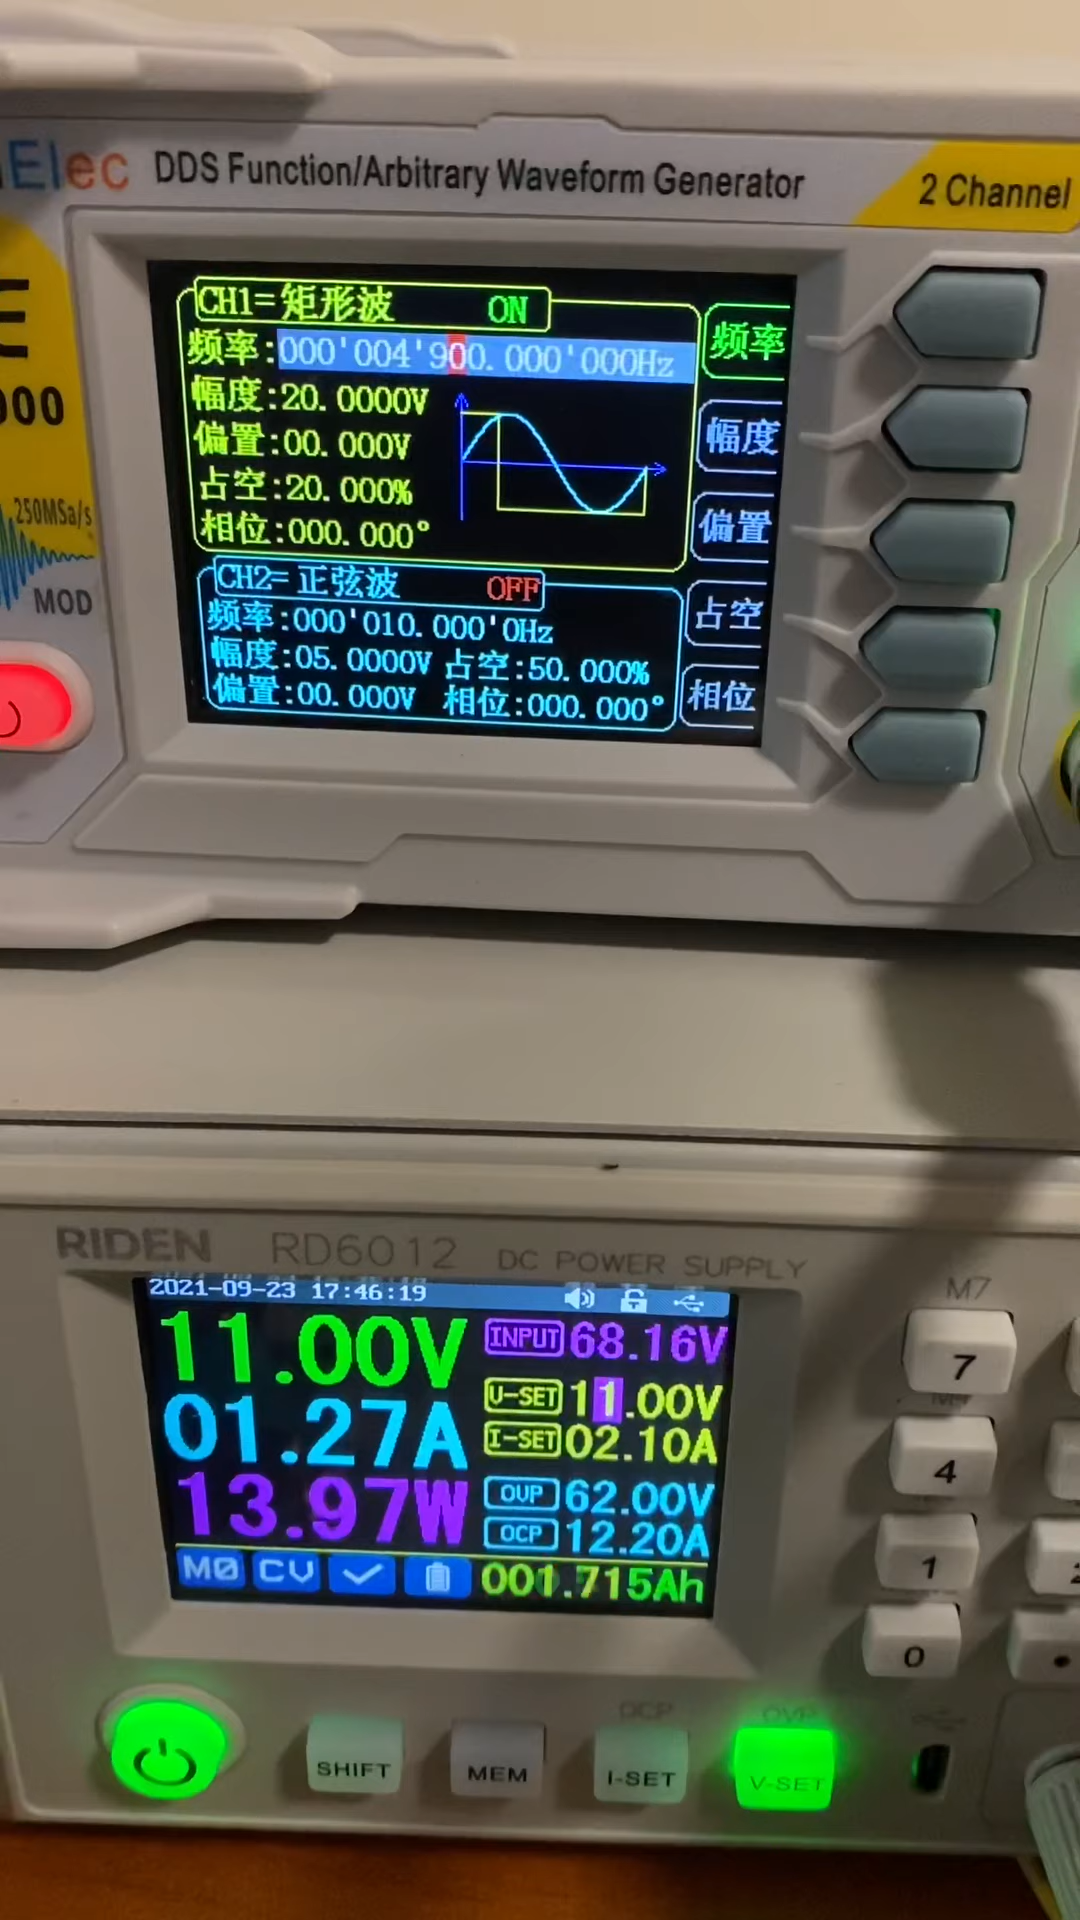 Elec DDS Function/Arbitrary Waveform Generator 2 Channel
CH1=矩形波 ON
频率:000'004'900.000'000Hz
幅度:20.0000V
偏置:00.000V
占空:20.000%
相位:000.000°
频率
幅度
偏置
占空
相位
CH2=正弦波 OFF
频率:000'010.000'0Hz
幅度:05.0000V 占空:50.000%
偏置:00.000V 相位:000.000°
900
250MSa/s
MOD
RIDEN RD6012 DC POWER SUPPLY
2021-09-23 17:46:19
11.00V
01.27A
13.97W
INPUT 68.16V
V-SET 11.00V
I-SET 02.10A
OVP 62.00V
OCP 12.20A
M0 CV 001.715Ah
M7
7
4
1
2
0
OCP OVP
SHIFT MEM I-SET V-SET